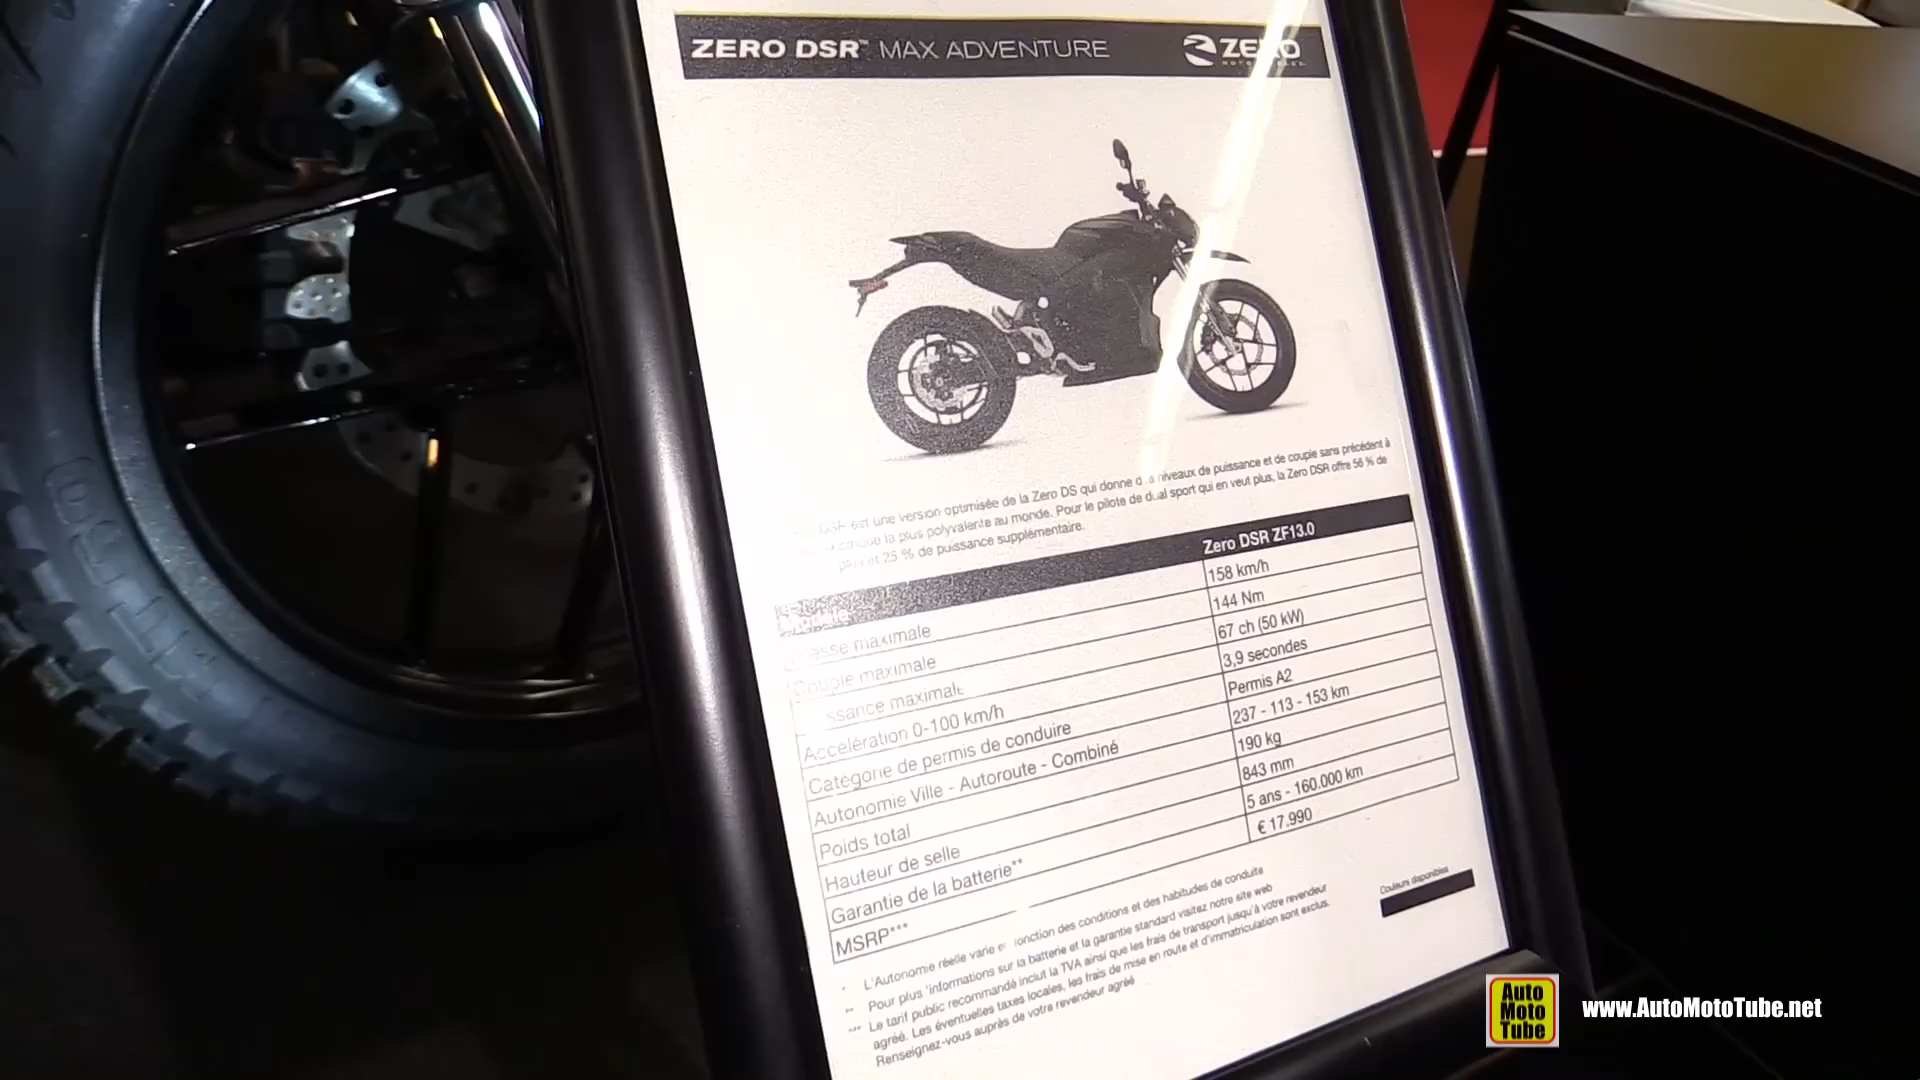 ZERO DSR™ MAX ADVENTURE
ZERO
est une version optimisée de la Zero DS qui donne niveaux de puissance et de couple sans précédent à
la plus polyvalente au monde. Pour le pilote de dual sport qui en veut plus, la Zero DSR offre 56 % de
plus et 25 % de puissance supplémentaire.
Modèle Zero DSR ZF13.0
maximale 158 km/h
Couple maximale 144 Nm
maximale 67 ch (50 kW)
Accélération 0-100 km/h 3,9 secondes
Catégorie de permis de conduire Permis A2
Autonomie Ville - Autoroute - Combiné 237 - 113 - 153 km
Poids total 190 kg
Hauteur de selle 843 mm
Garantie de la batterie** 5 ans - 160.000 km
MSRP*** € 17.990
Couleurs disponibles
* L'Autonomie réelle varie fonction des conditions et des habitudes de conduite
** Pour plus 'informations sur la batterie et la garantie standard visitez notre site web
*** Le tarif public recommandé inclut la TVA ainsi que les frais de transport jusqu'à votre revendeur
agréé. Les éventuelles taxes locales, les frais de mise en route et d'immatriculation sont exclus.
Renseignez-vous auprès de votre revendeur agréé
Auto
Moto
Tube
www.AutoMotoTube.net